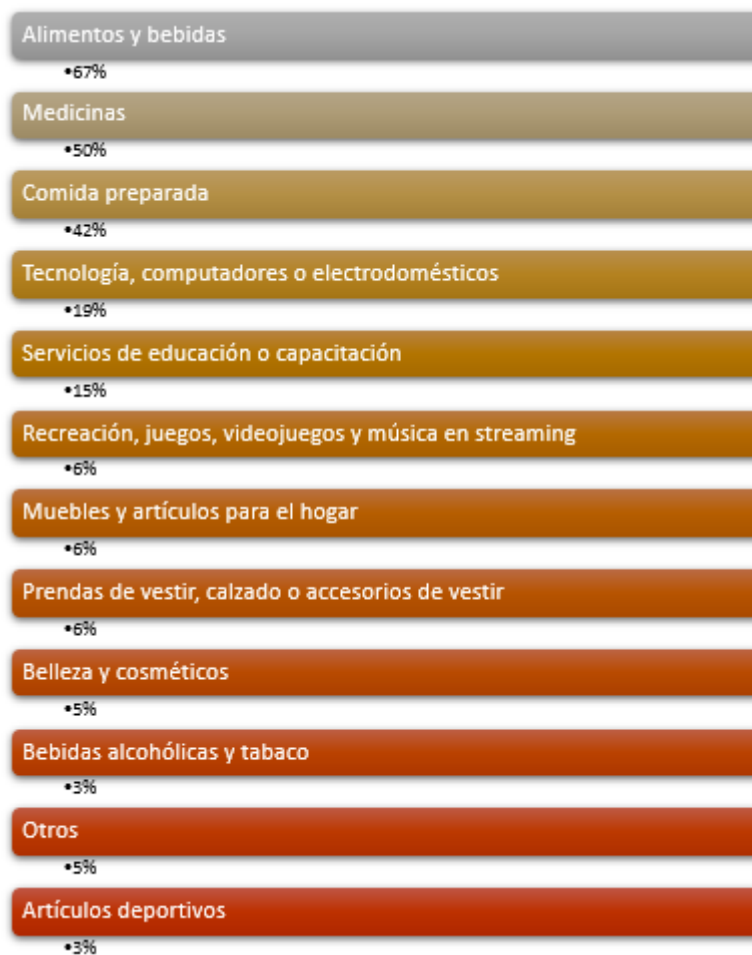 Alimentos y bebidas
•67%
Medicinas
•50%
Comida preparada
•42%
Tecnología, computadores o electrodomésticos
•19%
Servicios de educación o capacitación
•15%
Recreación, juegos, videojuegos y música en streaming
•6%
Muebles y artículos para el hogar
•6%
Prendas de vestir, calzado o accesorios de vestir
•6%
Belleza y cosméticos
•5%
Bebidas alcohólicas y tabaco
•3%
Otros
•5%
Artículos deportivos
•3%